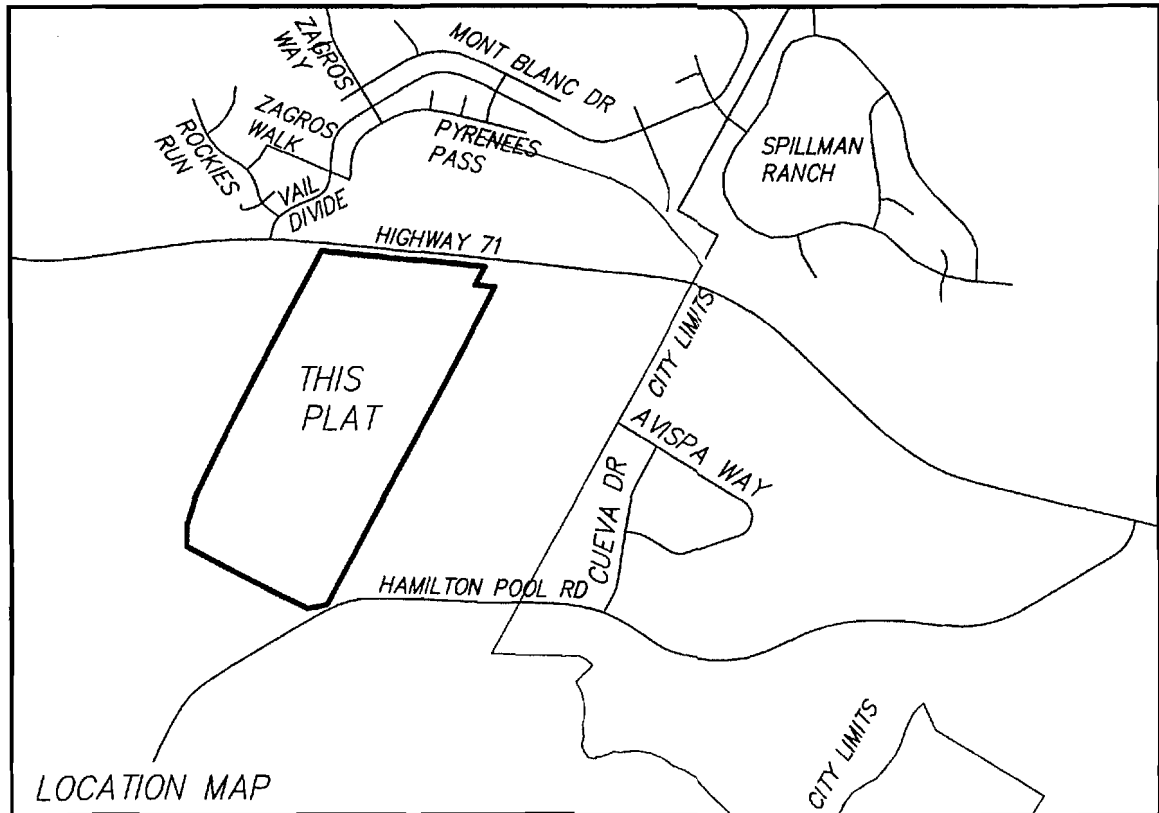 ZAGROS
WAY
MONT BLANC DR
ZAGROS
WALK
PYRENEES
PASS
ROCKIES
RUN
VAIL
DIVIDE
SPILLMAN
RANCH
HIGHWAY 71
CITY LIMITS
THIS
PLAT
AVISPA WAY
CUEVA DR
HAMILTON POOL RD
CITY LIMITS
LOCATION MAP